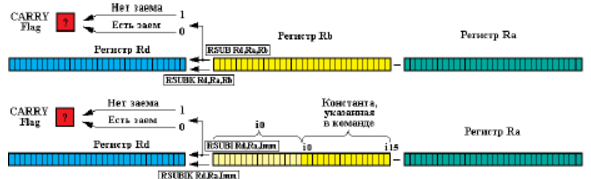 CARRY Flag
?
Нет заема
1
Есть заем
0
Регистр Rd
RSUB Rd,Ra,Rb
RSUBK Rd,Ra,Rb
Регистр Rb
–
Регистр Ra
CARRY Flag
?
Нет заема
1
Есть заем
0
Регистр Rd
RSUBI Rd,Ra,Imm
RSUBIK Rd,Ra,Imm
i0
Константа,
указанная
в команде
i0
i15
–
Регистр Ra